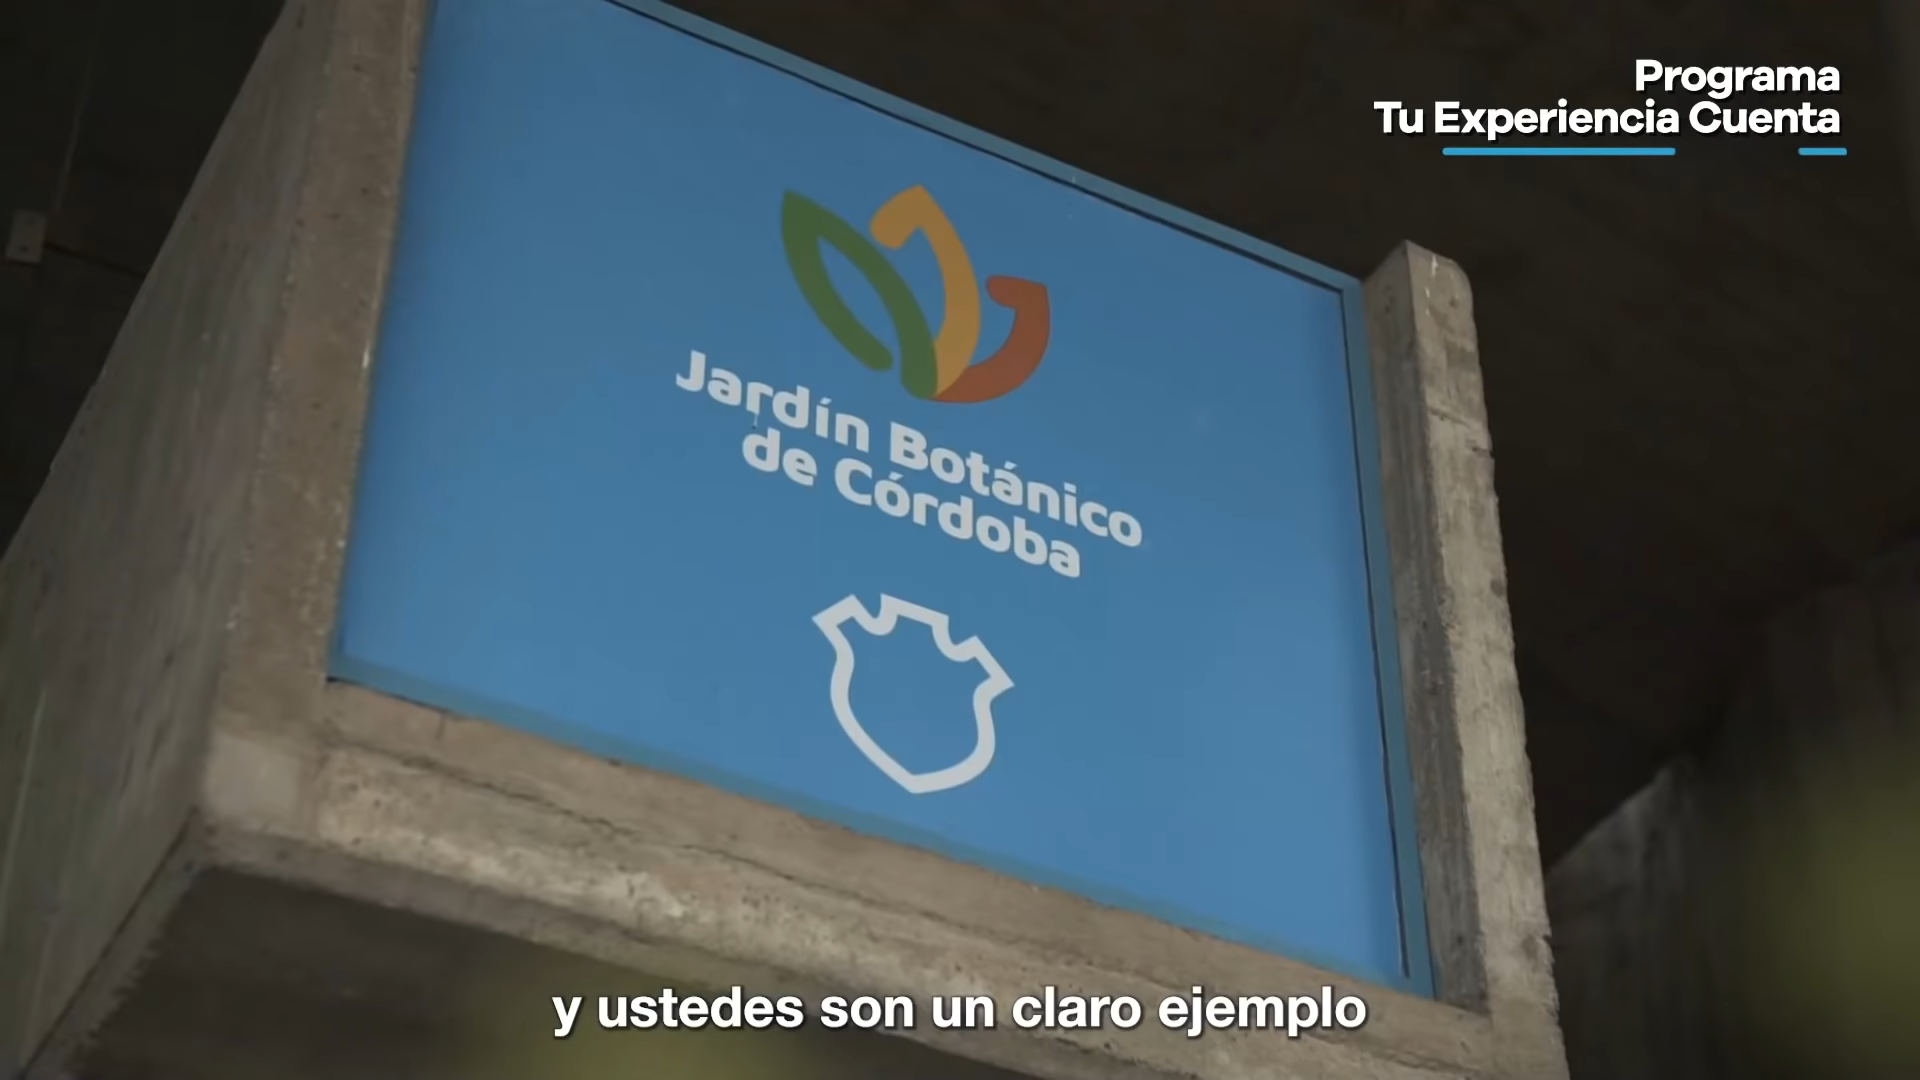 Programa
Tu Experiencia Cuenta
Jardín Botánico
de Córdoba
y ustedes son un claro ejemplo